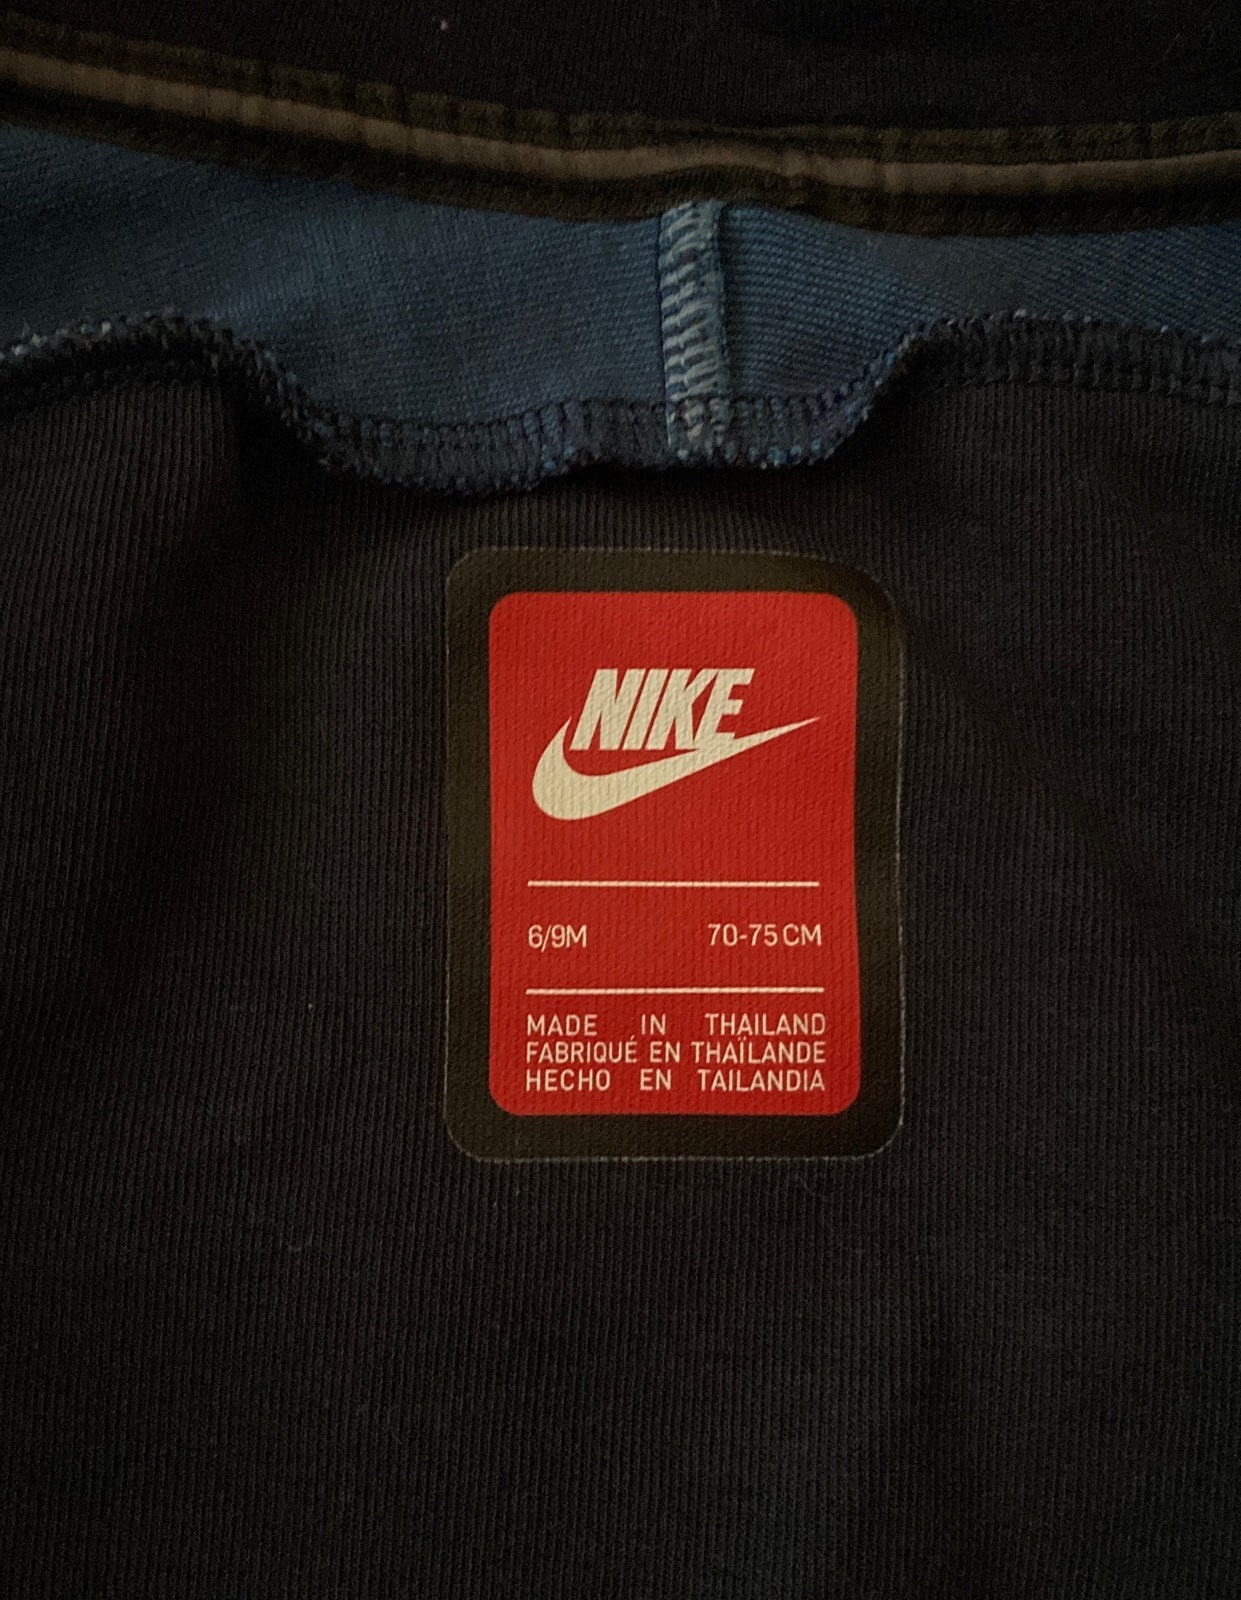 NIKE
6/9M 70-75 CM
MADE IN THAILAND
FABRIQUÉ EN THAÏLANDE
HECHO EN TAILANDIA